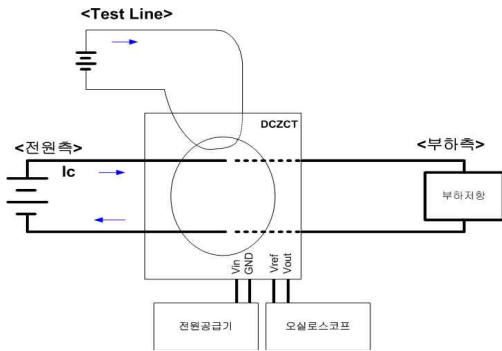 <Test Line>
DCZCT
<전원측>
<부하측>
Ic
부하저항
Vin
GND
Vref
Vout
전원공급기
오실로스코프